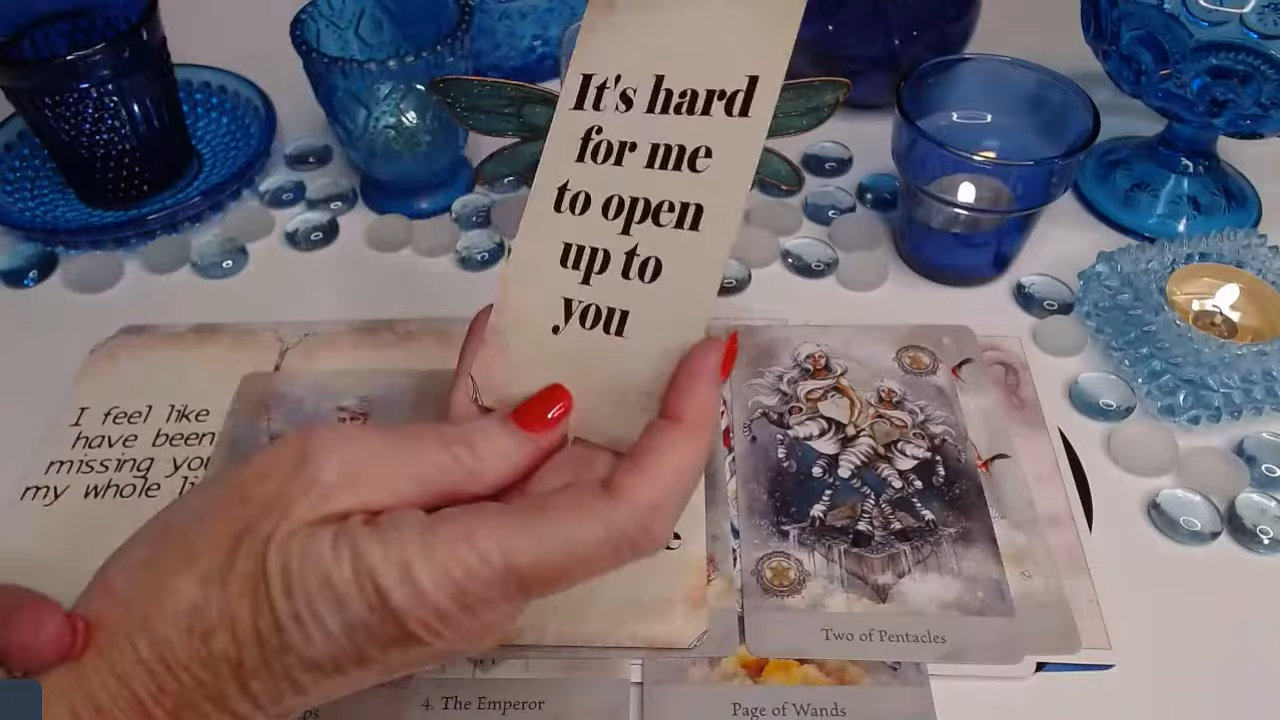 It's hard
for me
to open
up to
you
I feel like
have been
missing you
my whole
Two of Pentacles
4. The Emperor
Page of Wands